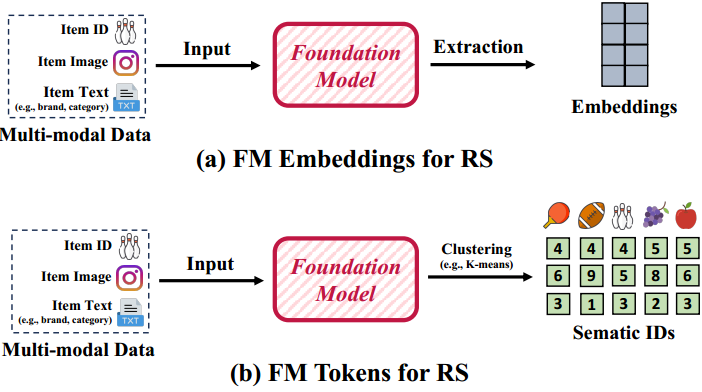 Item ID
Item Image
Item Text
(e.g., brand, category)
TXT
Multi-modal Data
Input
Foundation
Model
Extraction
Embeddings
(a) FM Embeddings for RS
Item ID
Item Image
Item Text
(e.g., brand, category)
TXT
Multi-modal Data
Input
Foundation
Model
Clustering
(e.g., K-means)
4 4 4 5 5
6 9 5 8 6
3 1 3 2 3
Sematic IDs
(b) FM Tokens for RS